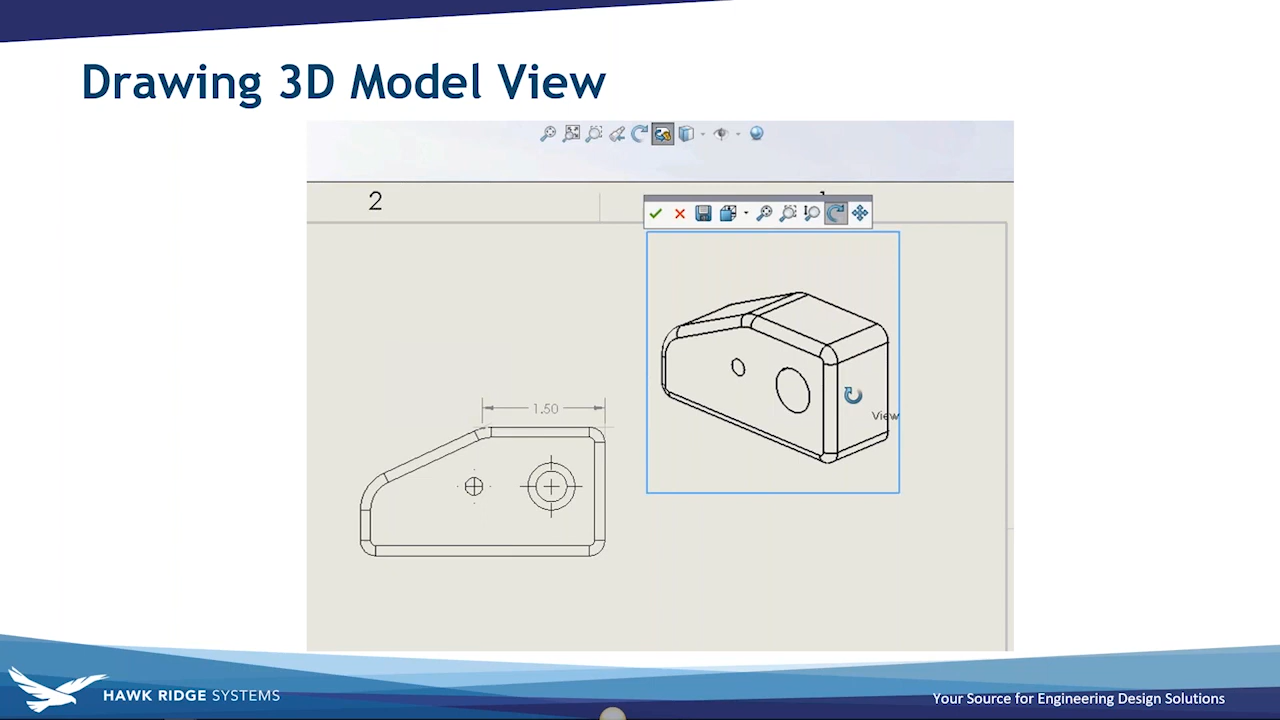 Drawing 3D Model View
2
1.50
View
HAWK RIDGE SYSTEMS
Your Source for Engineering Design Solutions